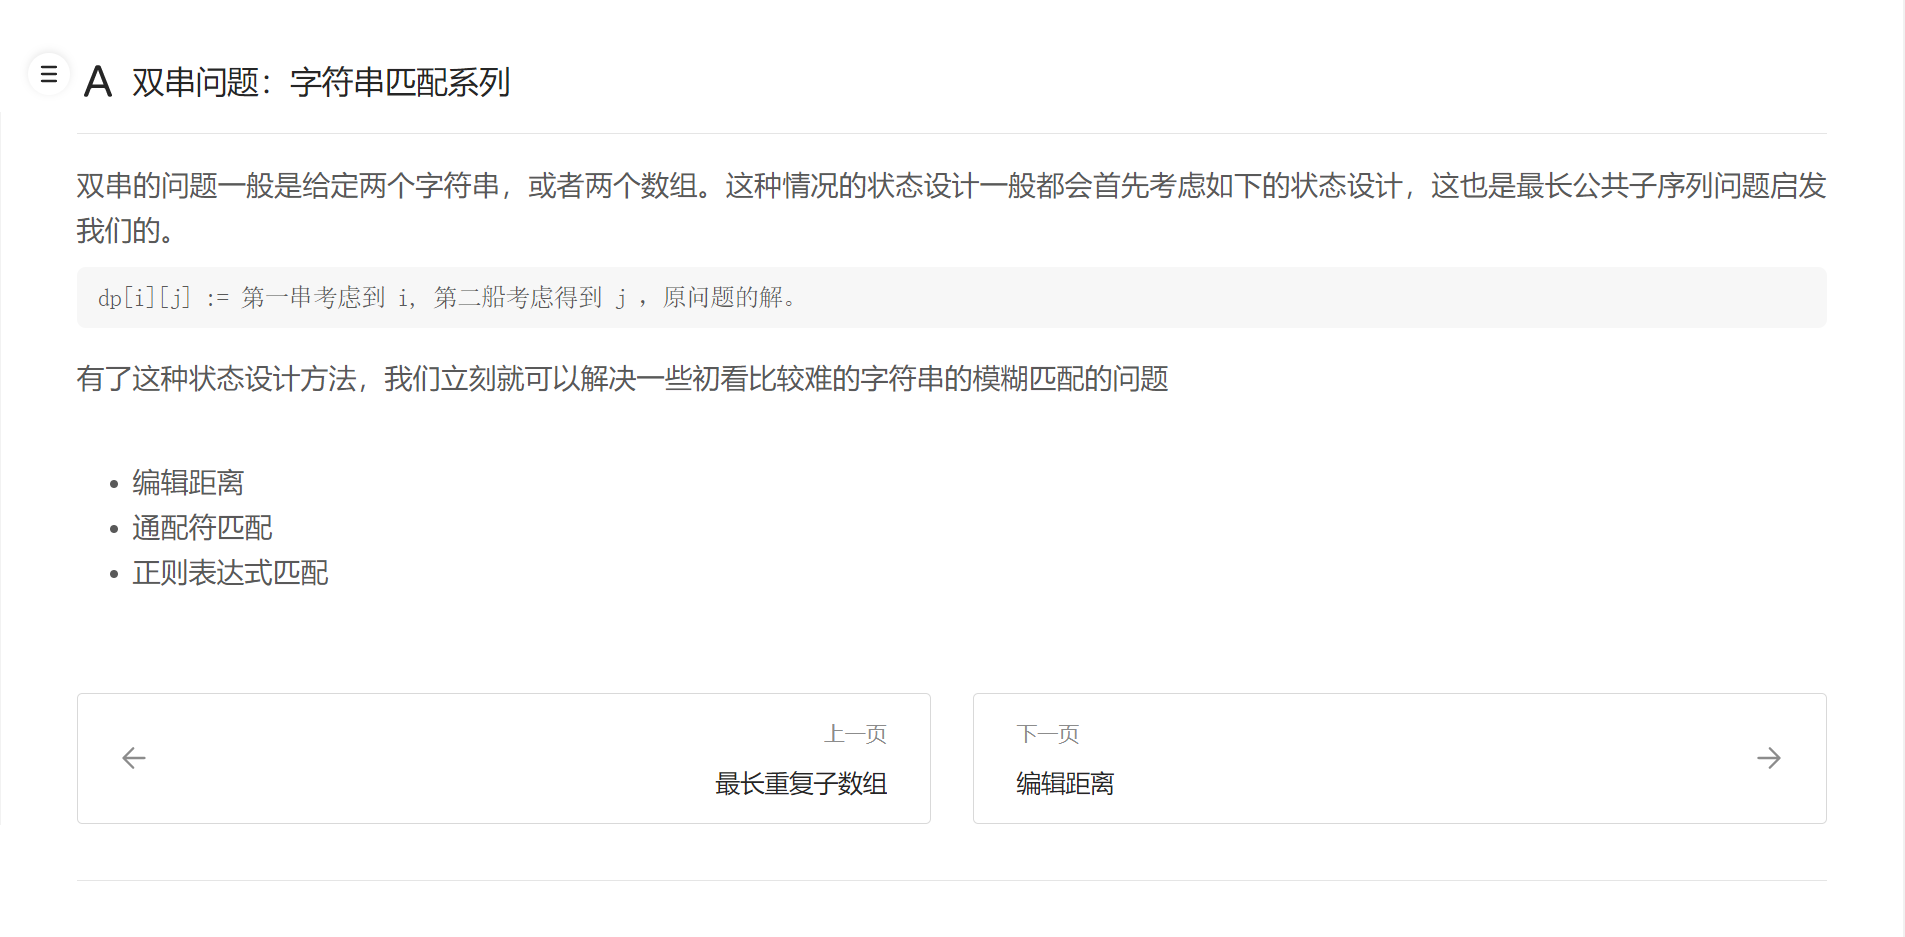 A 双串问题：字符串匹配系列
双串的问题一般是给定两个字符串，或者两个数组。这种情况的状态设计一般都会首先考虑如下的状态设计，这也是最长公共子序列问题启发
我们的。
dp[i][j] := 第一串考虑到 i, 第二船考虑得到 j ，原问题的解。
有了这种状态设计方法，我们立刻就可以解决一些初看比较难的字符串的模糊匹配的问题
• 编辑距离
• 通配符匹配
• 正则表达式匹配
上一页
最长重复子数组
下一页
编辑距离